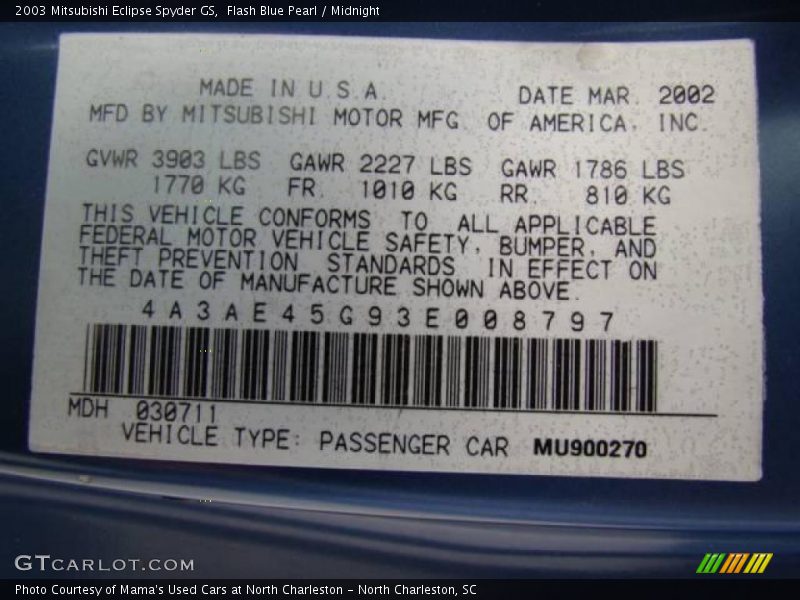 2003 Mitsubishi Eclipse Spyder GS,  Flash Blue Pearl / Midnight
MADE IN U.S.A. DATE MAR. 2002
MFD BY MITSUBISHI MOTOR MFG OF AMERICA, INC.
GVWR 3903 LBS GAWR 2227 LBS GAWR 1786 LBS
1770 KG FR. 1010 KG RR. 810 KG
THIS VEHICLE CONFORMS TO ALL APPLICABLE
FEDERAL MOTOR VEHICLE SAFETY, BUMPER, AND
THEFT PREVENTION STANDARDS IN EFFECT ON
THE DATE OF MANUFACTURE SHOWN ABOVE.
4A3AE45G93E008797
MDH 030711
VEHICLE TYPE: PASSENGER CAR MU900270
GTCARLOT.COM
Photo Courtesy of Mama's Used Cars at North Charleston - North Charleston, SC